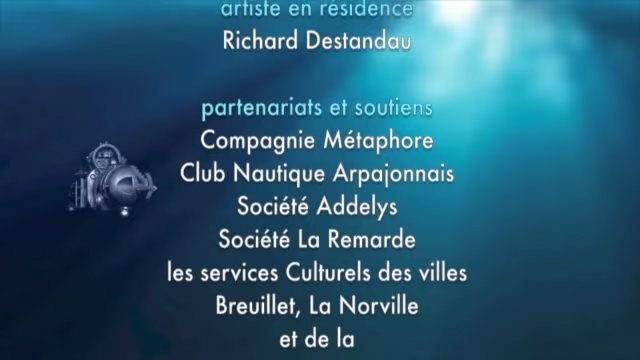 artiste en résidence
Richard Destandau
partenariats et soutiens
Compagnie Métaphore
Club Nautique Arpajonnais
Société Addelys
Société La Remarde
les services Culturels des villes
Breuillet, La Norville
et de la